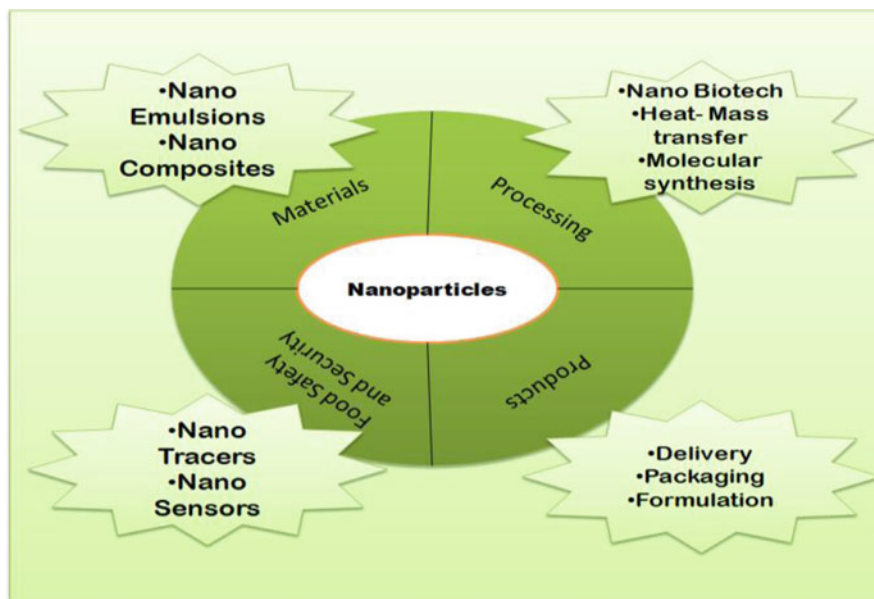 •Nano
Emulsions
•Nano
Composites
•Nano Biotech
•Heat- Mass
transfer
•Molecular
synthesis
Materials
Processing
Nanoparticles
Food Safety
and Security
Products
•Nano
Tracers
•Nano
Sensors
•Delivery
•Packaging
•Formulation